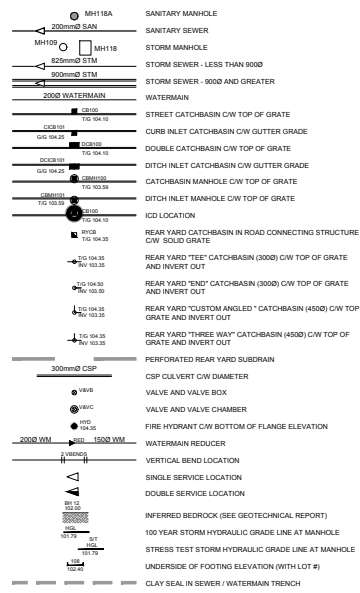 MH118A SANITARY MANHOLE
200mmØ SAN SANITARY SEWER
MH109 MH118 STORM MANHOLE
825mmØ STM STORM SEWER - LESS THAN 900Ø
900mmØ STM STORM SEWER - 900Ø AND GREATER
200Ø WATERMAIN WATERMAIN
CB100
T/G 104.10
STREET CATCHBASIN C/W TOP OF GRATE
CICB101
G/G 104.25
CURB INLET CATCHBASIN C/W GUTTER GRADE
DCB100
T/G 104.10
DOUBLE CATCHBASIN C/W TOP OF GRATE
DCICB101
G/G 104.25
DITCH INLET CATCHBASIN C/W GUTTER GRADE
CBMH100
T/G 103.59
CATCHBASIN MANHOLE C/W TOP OF GRATE
CBMH101
T/G 103.59
DITCH INLET MANHOLE C/W TOP OF GRATE
CB100
T/G 104.10
ICD LOCATION
RYCB
T/G 104.35
REAR YARD CATCHBASIN IN ROAD CONNECTING STRUCTURE
C/W SOLID GRATE
T/G 104.35
INV 103.35
REAR YARD "TEE" CATCHBASIN (300Ø) C/W TOP OF GRATE
AND INVERT OUT
T/G 104.50
INV 103.50
REAR YARD "END" CATCHBASIN (300Ø) C/W TOP OF GRATE
AND INVERT OUT
T/G 104.35
INV 103.35
REAR YARD "CUSTOM ANGLED " CATCHBASIN (450Ø) C/W TOP
GRATE AND INVERT OUT
T/G 104.35
INV 103.35
REAR YARD "THREE WAY" CATCHBASIN (450Ø) C/W TOP OF
GRATE AND INVERT OUT
PERFORATED REAR YARD SUBDRAIN
300mmØ CSP CSP CULVERT C/W DIAMETER
V&VB VALVE AND VALVE BOX
V&VC VALVE AND VALVE CHAMBER
HYD
104.35
FIRE HYDRANT C/W BOTTOM OF FLANGE ELEVATION
200Ø WM RED 150Ø WM WATERMAIN REDUCER
2 VBENDS VERTICAL BEND LOCATION
SINGLE SERVICE LOCATION
DOUBLE SERVICE LOCATION
BH 12
102.00
INFERRED BEDROCK (SEE GEOTECHNICAL REPORT)
HGL
101.79
100 YEAR STORM HYDRAULIC GRADE LINE AT MANHOLE
S/T
HGL
101.79
STRESS TEST STORM HYDRAULIC GRADE LINE AT MANHOLE
108
102.40
UNDERSIDE OF FOOTING ELEVATION (WITH LOT #)
CLAY SEAL IN SEWER / WATERMAIN TRENCH